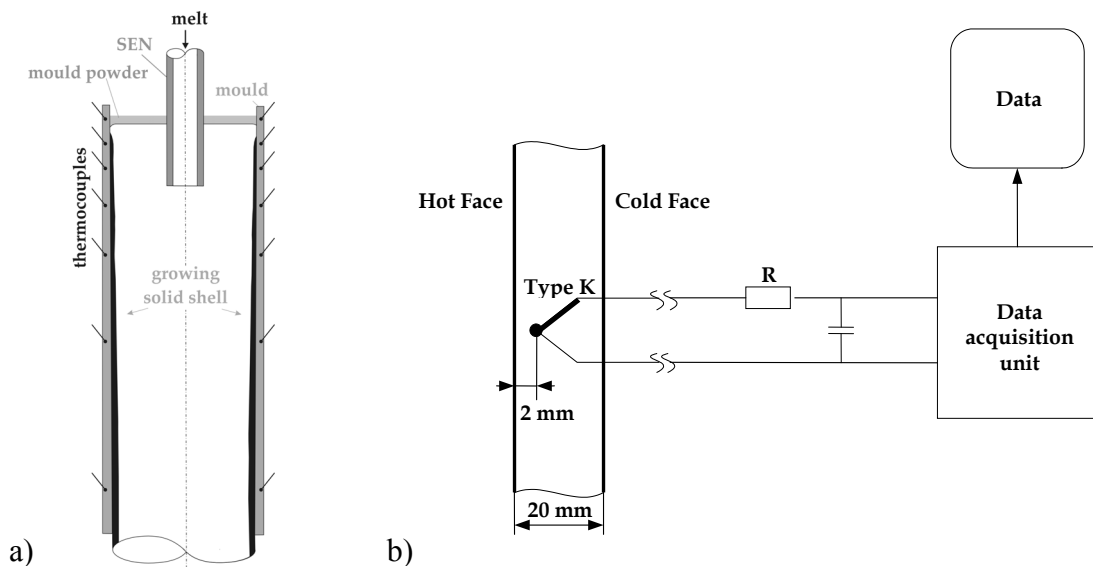 melt
SEN
mould powder
mould
thermocouples
growing
solid shell
a)
Data
Hot Face
Cold Face
Type K
R
Data
acquisition
unit
2 mm
20 mm
b)